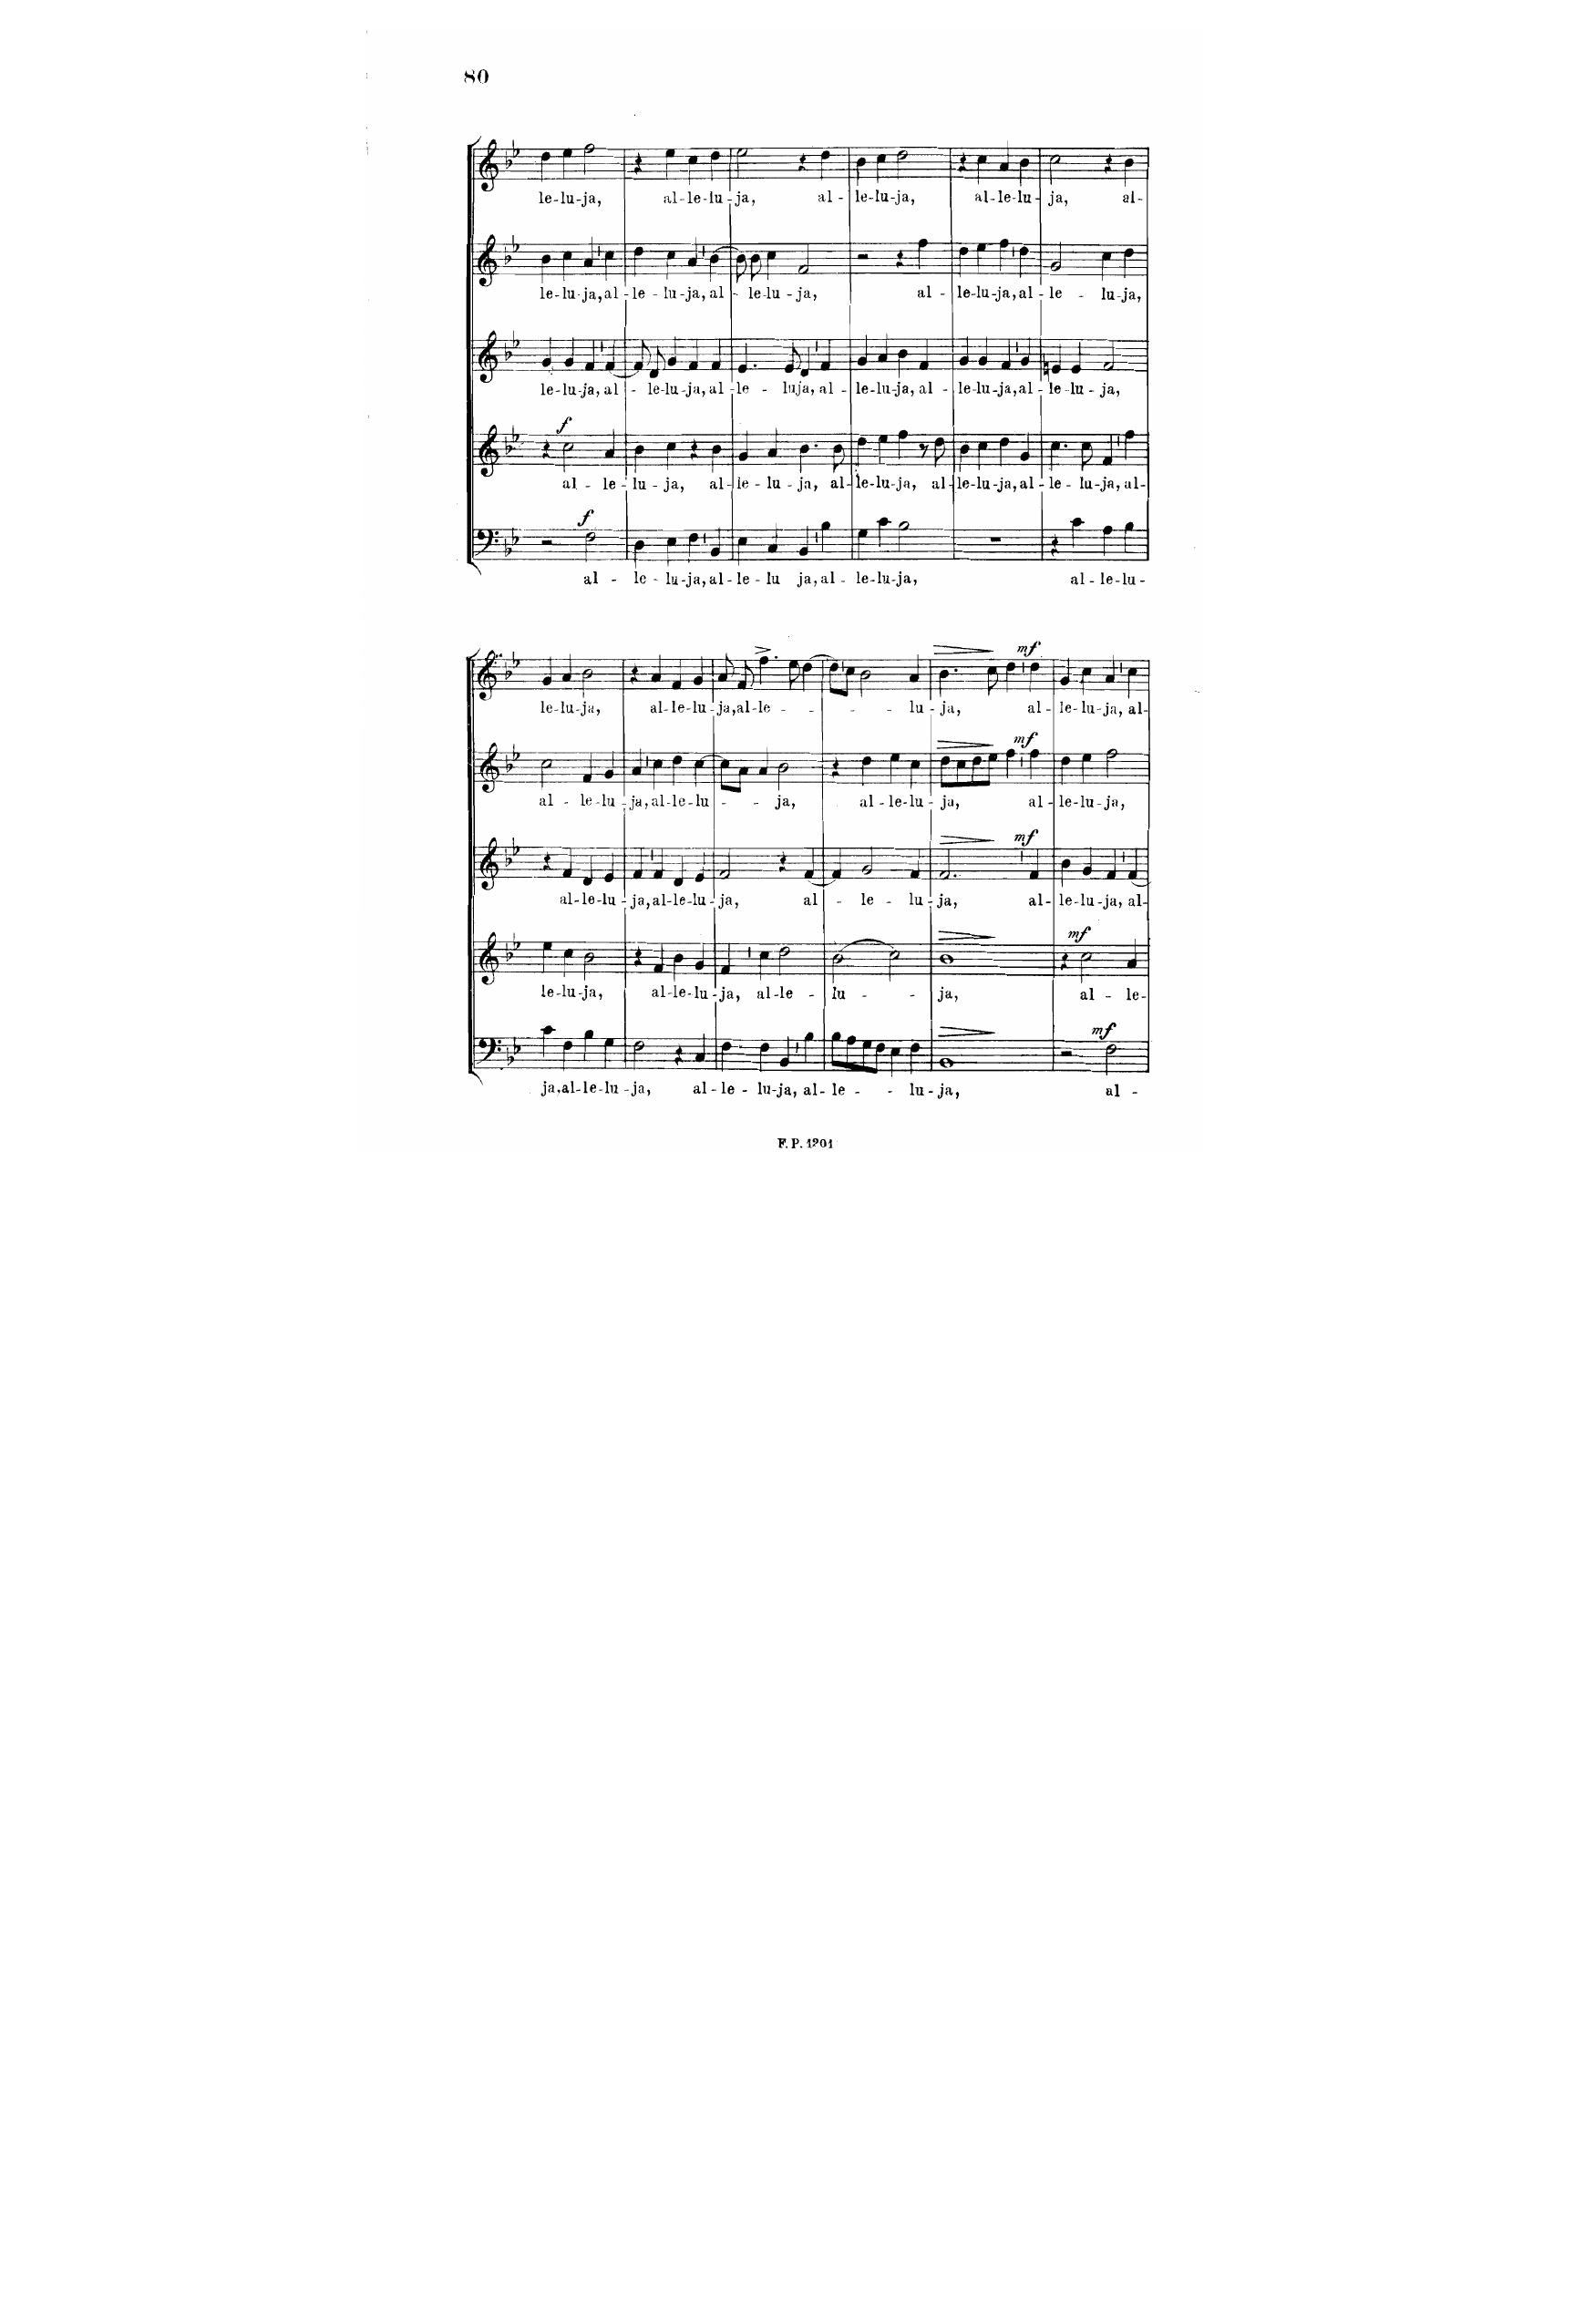 80
le-lu-ja, al-le-lu-ja, al-le-lu-ja, al-le-lu-ja, al-
le-lu-ja, al-le-lu-ja, al-le-lu-ja, al-le-lu-ja, al-le-lu-ja,
le-lu-ja, al-le-lu-ja, al-le-luja, al-le-lu-ja, al-le-lu-ja, al-le-lu-ja,
f
al-le-lu-ja, al-le-lu-ja, al-le-lu-ja, al-le-lu-ja, al-le-lu-ja, al-
f
al-le-lu-ja, al-le-lu ja, al-le-lu-ja, al-le-lu-
mf
le-lu-ja, al-le-lu-ja, al-le-lu-ja, al-le-lu-ja, al-
mf
al-le-lu-ja, al-le-lu-ja, al-le-lu-ja, al-le-lu-ja,
mf
al-le-lu-ja, al-le-lu-ja, al-le-lu-ja, al-le-lu-ja, al-
mf
le-lu-ja, al-le-lu-ja, al-le-lu-ja, al-le-
mf
ja, al-le-lu-ja, al-le-lu-ja, al-le-lu-ja, al-
F. P. 1201